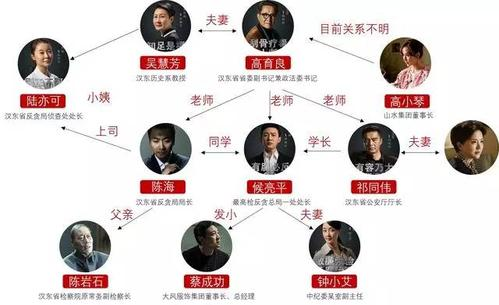 夫妻
目前关系不明
吴慧芳
汉东历史系教授
高育良
汉东省省委副书记兼政法委书记
陆亦可
汉东省反贪局侦查处处长
小姨
老师
老师
老师
高小琴
山水集团董事长
上司
同学
学长
夫妻
陈海
汉东省反贪局局长
侯亮平
最高检反贪总局一处处长
祁同伟
汉东省公安厅厅长
父亲
发小
夫妻
陈岩石
汉东省检察院原常务副检察长
蔡成功
大风服饰集团董事长、总经理
钟小艾
中纪委某室副主任